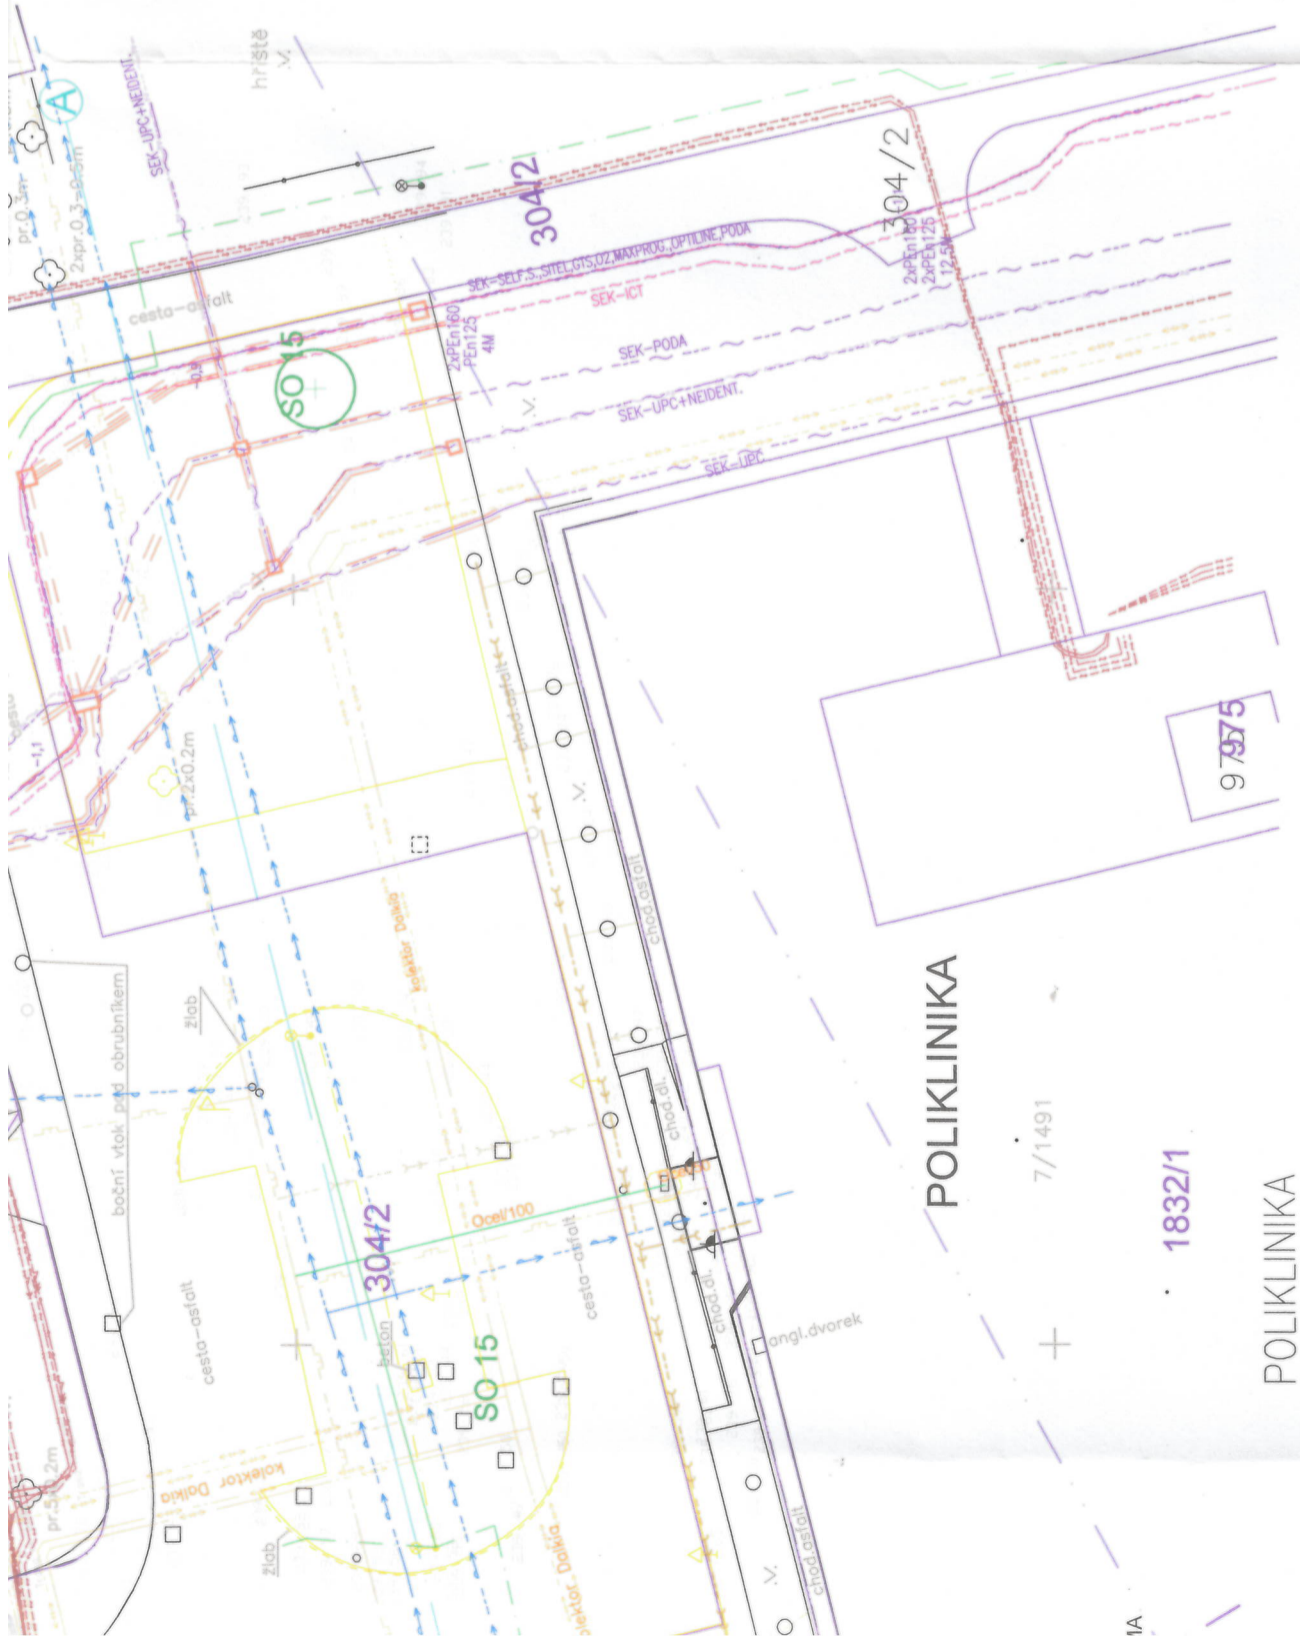 hřiště
.V.
A
SEK-UPC+NEIDENT.
pr.0.3m
2xpr.0.3-0.5m
304/2
304/2
cesta-asfalt
SEK-SELF.S.,SITEL,GTS,O2,MAXPROG.,OPTILINE,PODA
SEK-ICT
2xPEn160
2xPEn125
12.5M
2xPEn160
PEn125
4M
SO 15
SEK-PODA
SEK-UPC+NEIDENT.
.V.
SEK-UPC
chod.asfalt
cesta
-1,1
pr.2x0.2m
.V.
975
chod.asfalt
kolektor Dalkia
žlab
boční vtok pod obrubníkem
POLIKLINIKA
7/1491
chod.dl.
1832/1
POLIKLINIKA
304/2
Ocel/100
cesta-asfalt
cesta-asfalt
chod.dl.
angl.dvorek
beton
SO 15
kolektor Dalkia
žlab
kolektor Dalkia
.V.
chod.asfalt